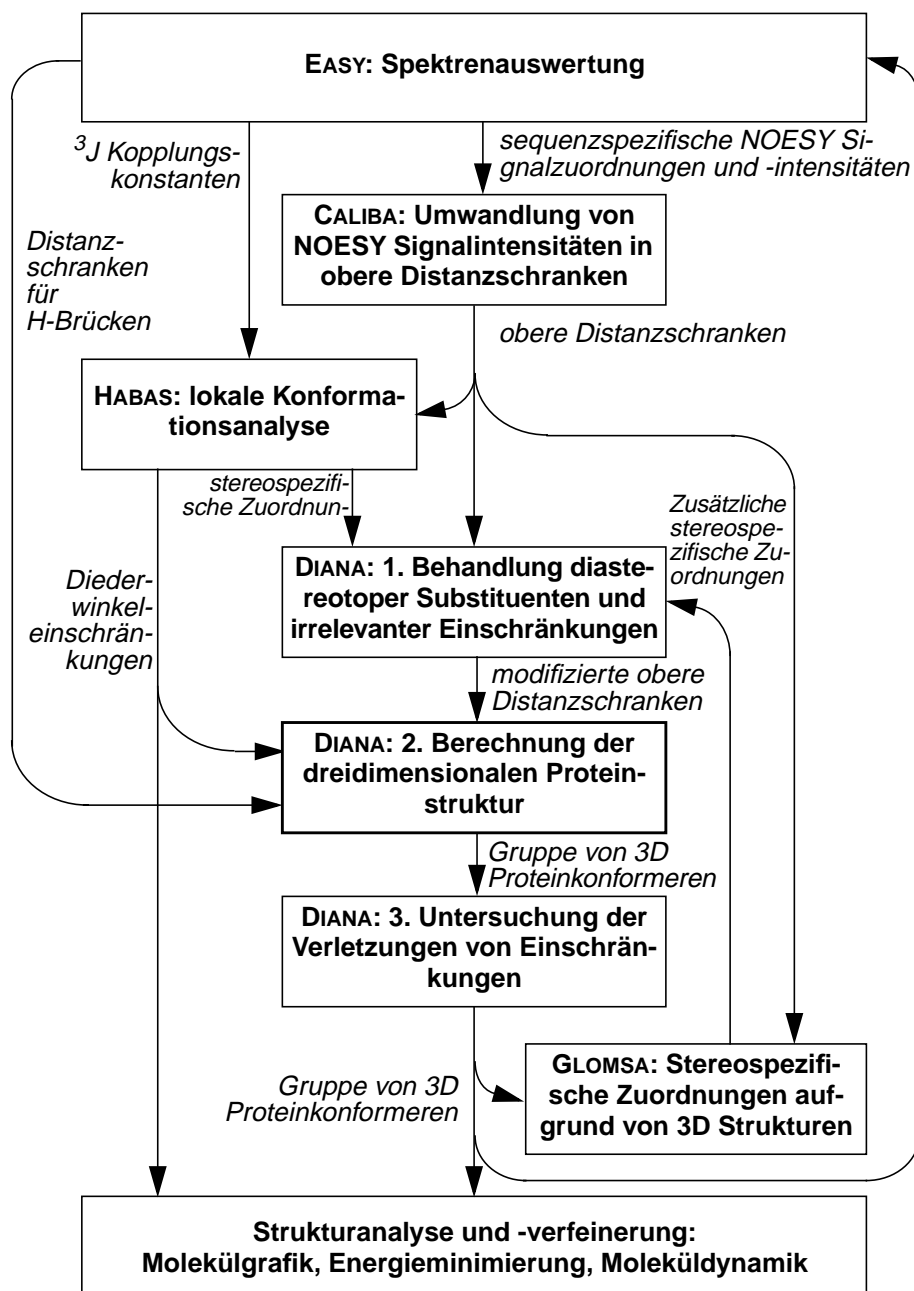 EASY: Spektrenauswertung
³J Kopplungs-
konstanten
sequenzspezifische NOESY Si-
gnalzuordnungen und -intensitäten
CALIBA: Umwandlung von
NOESY Signalintensitäten in
obere Distanzschranken
Distanz-
schranken
für
H-Brücken
obere Distanzschranken
HABAS: lokale Konforma-
tionsanalyse
stereospezifi-
sche Zuordnun-
Zusätzliche
stereospe-
zifische Zu-
ordnungen
DIANA: 1. Behandlung diaste-
reotoper Substituenten und
irrelevanter Einschränkungen
Dieder-
winkel-
einschrän-
kungen
modifizierte obere
Distanzschranken
DIANA: 2. Berechnung der
dreidimensionalen Protein-
struktur
Gruppe von 3D
Proteinkonformeren
DIANA: 3. Untersuchung der
Verletzungen von Einschrän-
kungen
GLOMSA: Stereospezifi-
sche Zuordnungen auf-
grund von 3D Strukturen
Gruppe von 3D
Proteinkonformeren
Strukturanalyse und -verfeinerung:
Molekülgrafik, Energieminimierung, Moleküldynamik